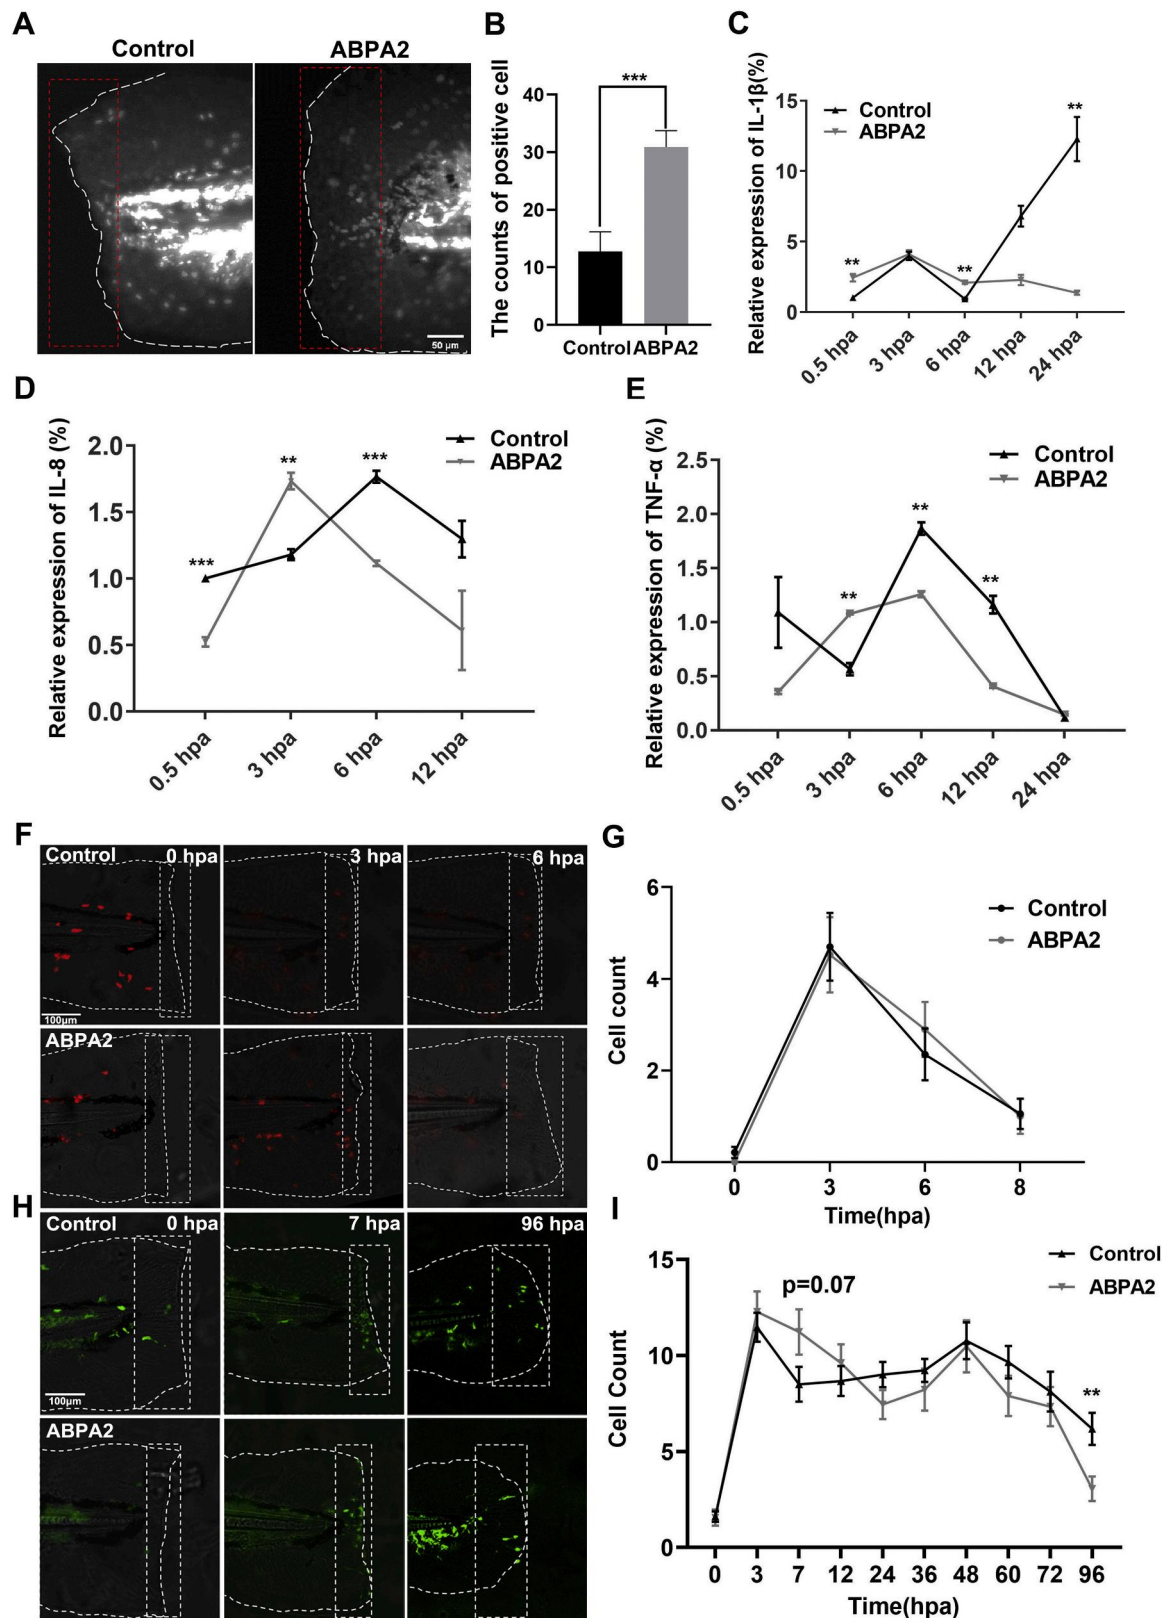 A
Control
ABPA2
50 μm
B
The counts of positive cell
40
30
20
10
0
***
Control ABPA2
C
Relative expression of IL-1β(%)
15
10
5
0
Control
ABPA2
**
**
**
0.5 hpa
3 hpa
6 hpa
12 hpa
24 hpa
D
Relative expression of IL-8 (%)
2.0
1.5
1.0
0.5
0.0
Control
ABPA2
***
**
***
0.5 hpa
3 hpa
6 hpa
12 hpa
E
Relative expression of TNF-α (%)
2.5
2.0
1.5
1.0
0.5
0.0
Control
ABPA2
**
**
**
0.5 hpa
3 hpa
6 hpa
12 hpa
24 hpa
F
Control
0 hpa
3 hpa
6 hpa
100μm
ABPA2
G
Cell count
6
4
2
0
Control
ABPA2
0 3 6 8
Time(hpa)
H
Control
0 hpa
7 hpa
96 hpa
100μm
ABPA2
I
Cell Count
15
10
5
0
p=0.07
Control
ABPA2
**
0 3 7 12 24 36 48 60 72 96
Time(hpa)